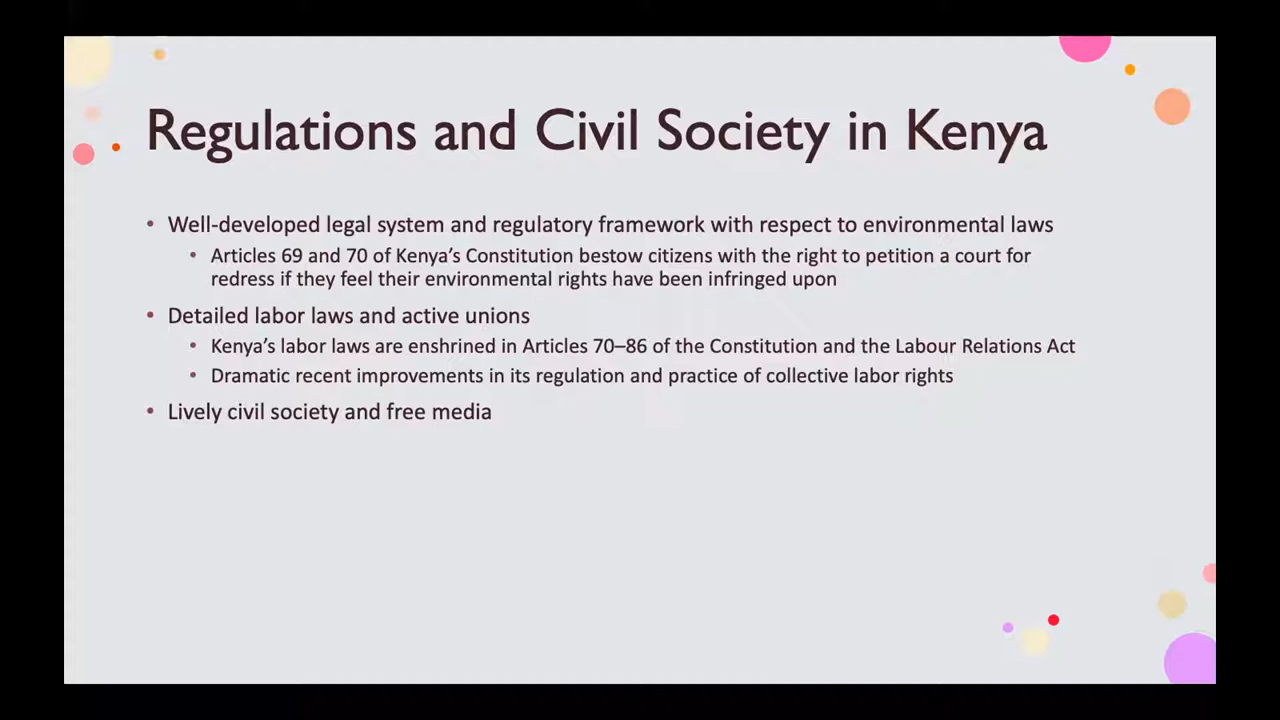 Regulations and Civil Society in Kenya
• Well-developed legal system and regulatory framework with respect to environmental laws
• Articles 69 and 70 of Kenya’s Constitution bestow citizens with the right to petition a court for
redress if they feel their environmental rights have been infringed upon
• Detailed labor laws and active unions
• Kenya’s labor laws are enshrined in Articles 70–86 of the Constitution and the Labour Relations Act
• Dramatic recent improvements in its regulation and practice of collective labor rights
• Lively civil society and free media